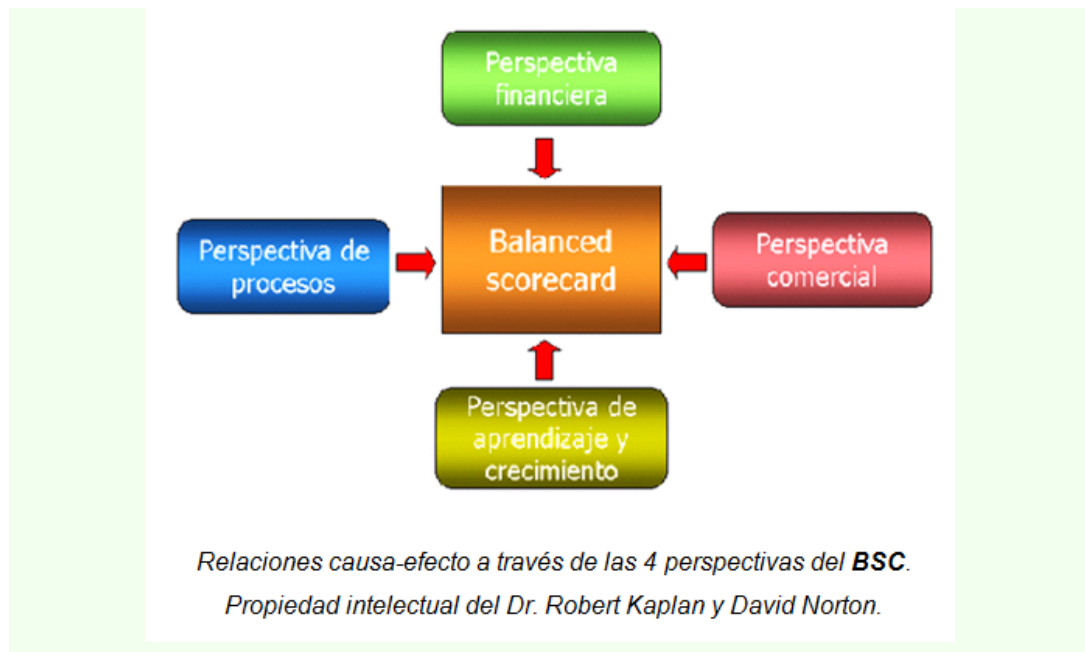 Perspectiva
financiera
Perspectiva de
procesos
Balanced
scorecard
Perspectiva
comercial
Perspectiva de
aprendizaje y
crecimiento
Relaciones causa-efecto a través de las 4 perspectivas del BSC.
Propiedad intelectual del Dr. Robert Kaplan y David Norton.